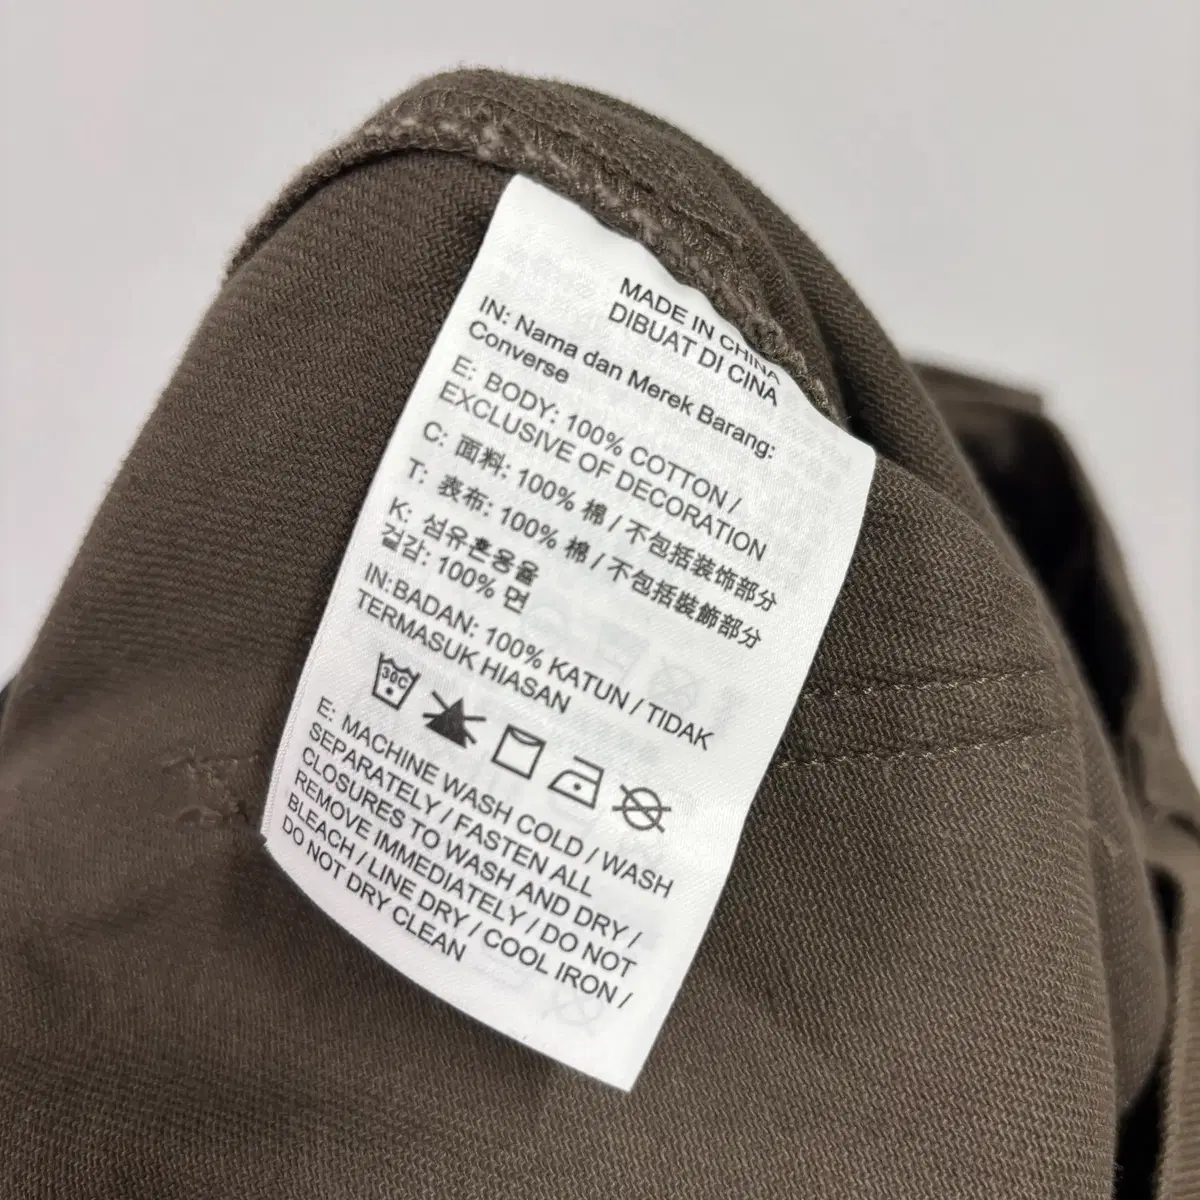 MADE IN CHINA
DIBUAT DI CINA
IN: Nama dan Merek Barang:
Converse
E: BODY: 100% COTTON /
EXCLUSIVE OF DECORATION
C: 面料: 100% 棉 / 不包括装饰部分
T: 表布: 100% 棉 / 不包括裝飾部分
K: 섬유혼용율
겉감: 100% 면
IN:BADAN: 100% KATUN / TIDAK
TERMASUK HIASAN
30C
E: MACHINE WASH COLD / WASH
SEPARATELY / FASTEN ALL
CLOSURES TO WASH AND DRY /
REMOVE IMMEDIATELY / DO NOT
BLEACH / LINE DRY / COOL IRON /
DO NOT DRY CLEAN